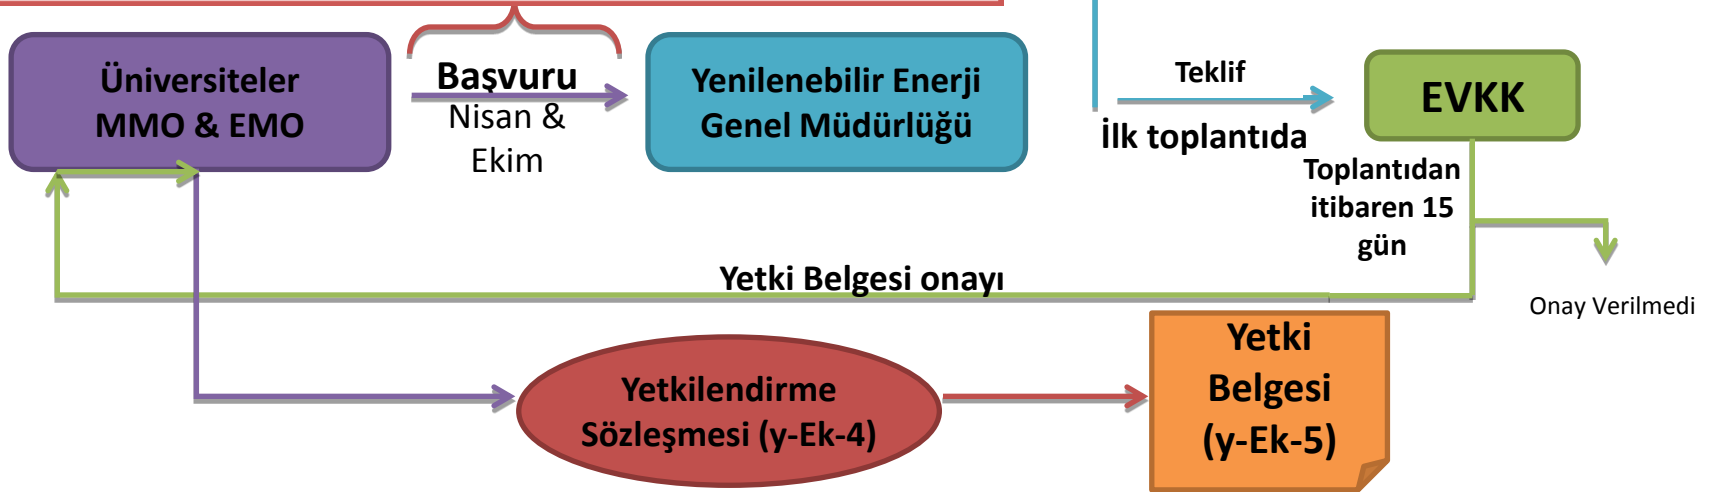 Üniversiteler
MMO & EMO
Başvuru
Nisan &
Ekim
Yenilenebilir Enerji
Genel Müdürlüğü
Teklif
İlk toplantıda
EVKK
Toplantıdan
itibaren 15
gün
Onay Verilmedi
Yetki Belgesi onayı
Yetkilendirme
Sözleşmesi (y-Ek-4)
Yetki
Belgesi
(y-Ek-5)